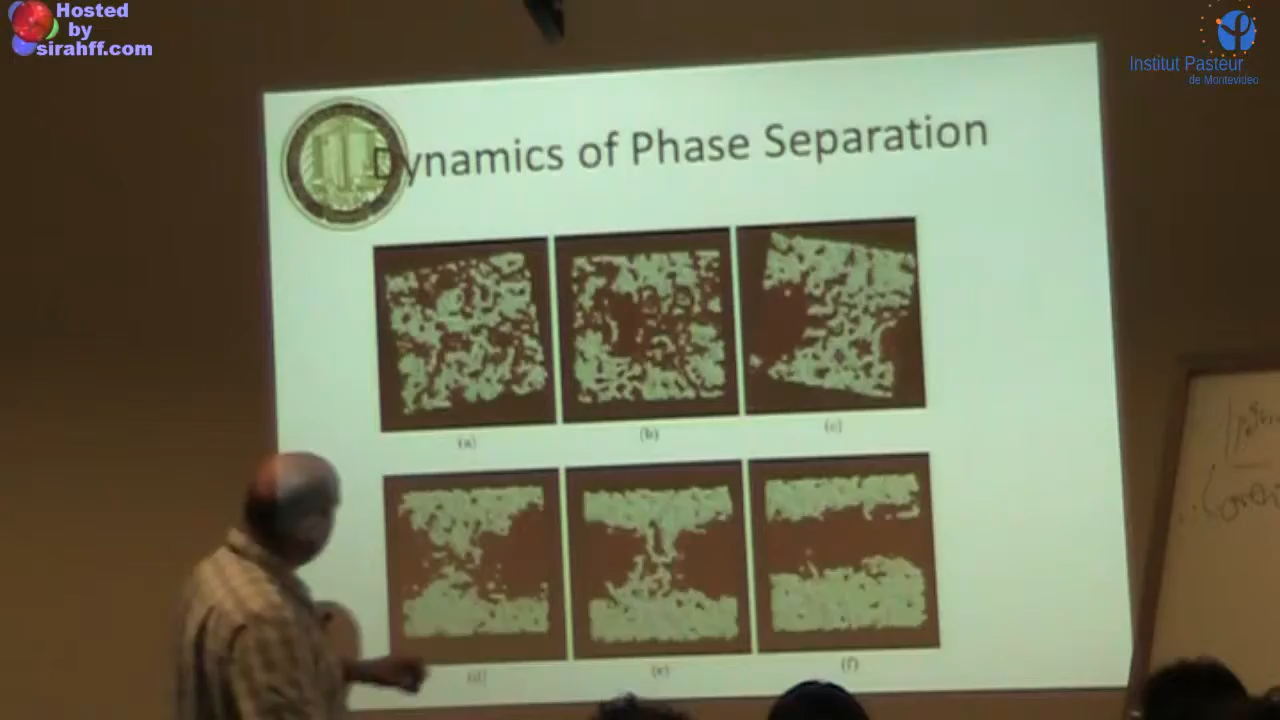 Hosted
by
sirahff.com
Institut Pasteur
de Montevideo
Dynamics of Phase Separation
(a)
(b)
(c)
(d)
(e)
(f)